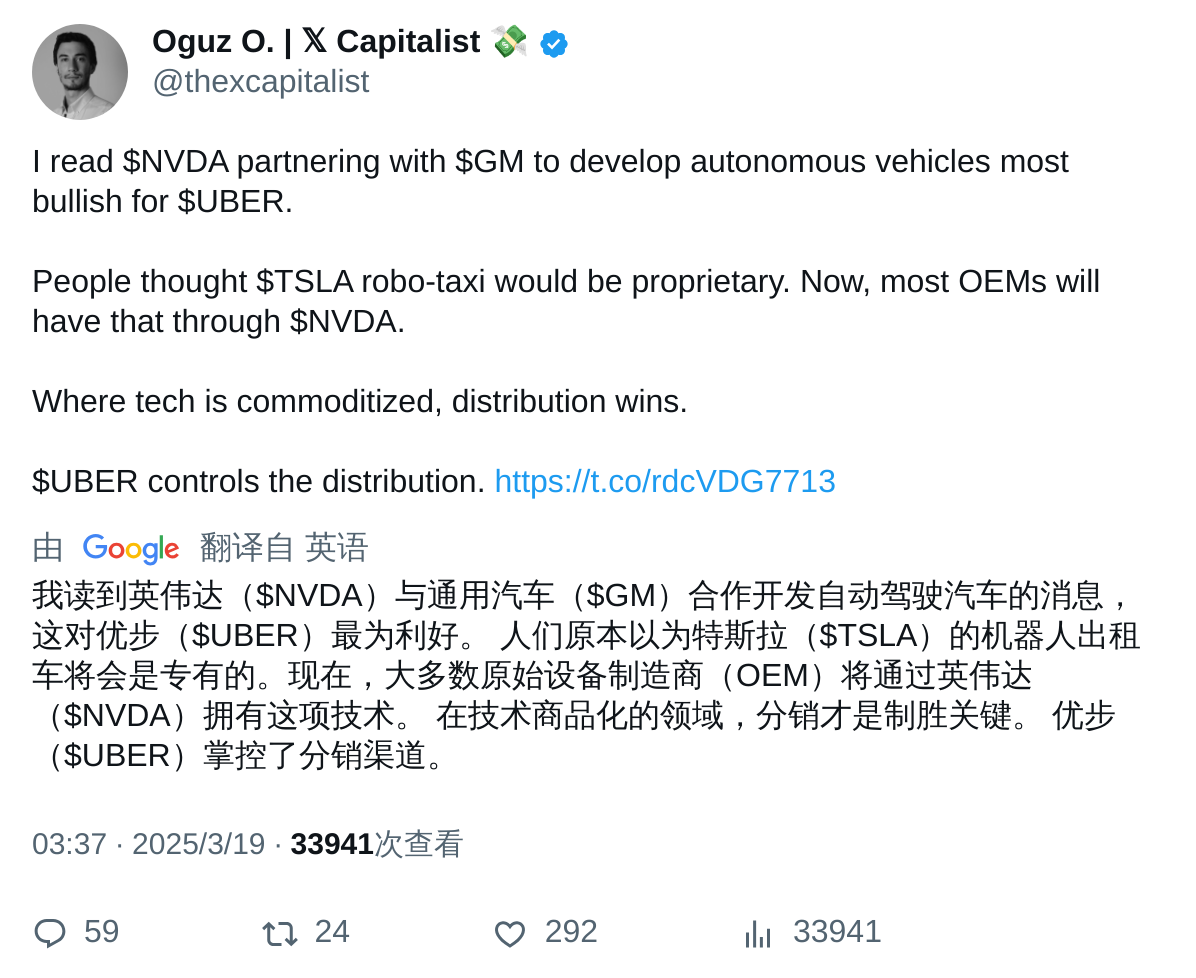 Oguz O. | 𝕏 Capitalist 💸
@thexcapitalist
I read $NVDA partnering with $GM to develop autonomous vehicles most
bullish for $UBER.
People thought $TSLA robo-taxi would be proprietary. Now, most OEMs will
have that through $NVDA.
Where tech is commoditized, distribution wins.
$UBER controls the distribution. https://t.co/rdcVDG7713
由 Google 翻译自 英语
我读到英伟达（$NVDA）与通用汽车（$GM）合作开发自动驾驶汽车的消息，
这对优步（$UBER）最为利好。 人们原本以为特斯拉（$TSLA）的机器人出租
车将会是专有的。现在，大多数原始设备制造商（OEM）将通过英伟达
（$NVDA）拥有这项技术。 在技术商品化的领域，分销才是制胜关键。 优步
（$UBER）掌控了分销渠道。
03:37 · 2025/3/19 · 33941次查看
59 24 292 33941